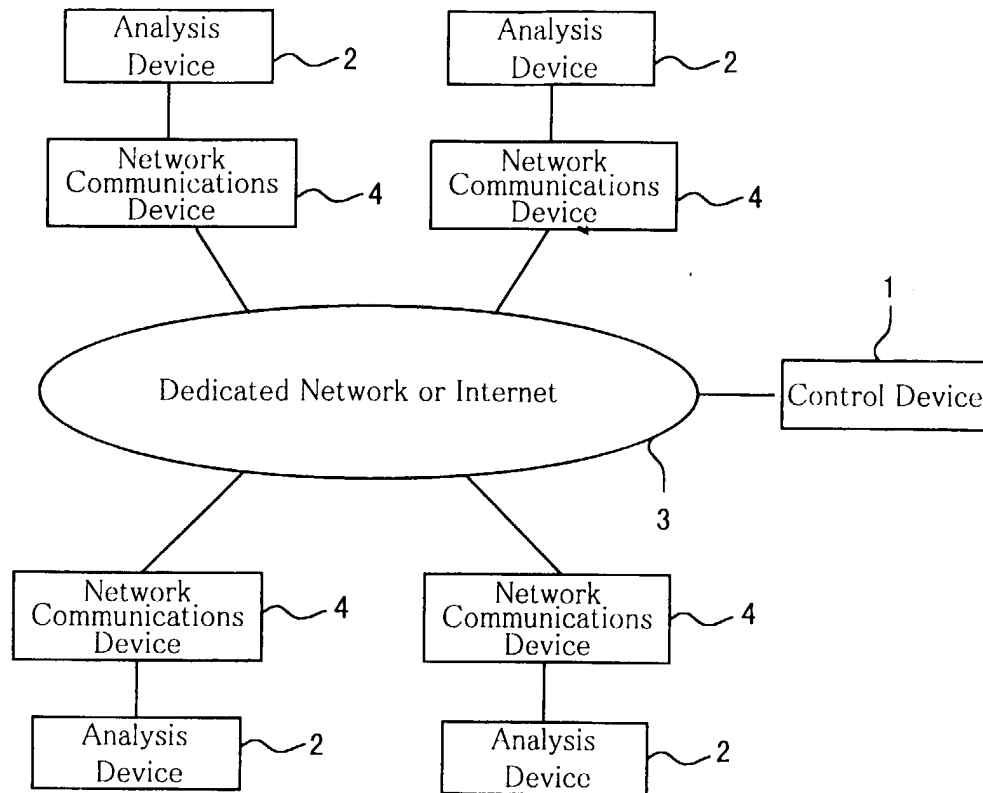 Analysis
Device
2
Analysis
Device
2
Network
Communications
Device
4
Network
Communications
Device
4
1
Dedicated Network or Internet
Control Device
3
Network
Communications
Device
4
Network
Communications
Device
4
Analysis
Device
2
Analysis
Device
2